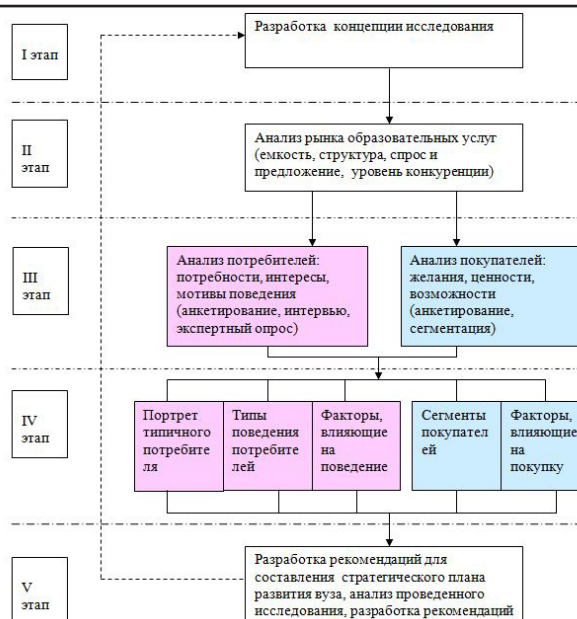 I этап
Разработка концепции исследования
II
этап
Анализ рынка образовательных услуг
(емкость, структура, спрос и
предложение, уровень конкуренции)
III
этап
Анализ потребителей:
потребности, интересы,
мотивы поведения
(анкетирование, интервью,
экспертный опрос)
Анализ покупателей:
желания, ценности,
возможности
(анкетирование,
сегментация)
IV
этап
Портрет
типичного
потребите
ля
Типы
поведения
потребите
лей
Факторы,
влияющие
на
поведение
Сегменты
покупател
ей
Факторы,
влияющие
на
покупку
V
этап
Разработка рекомендаций для
составления стратегического плана
развития вуза, анализ проведенного
исследования, разработка рекомендаций